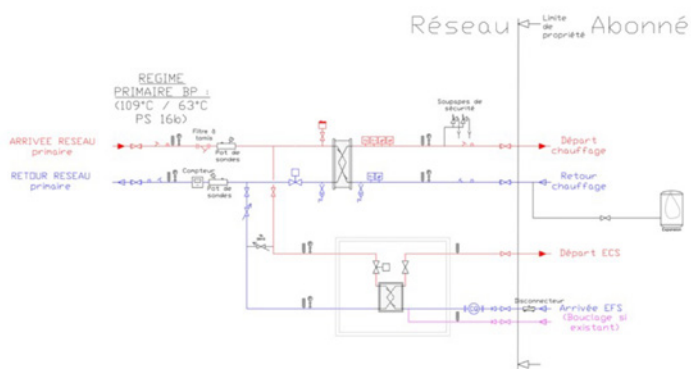 Réseau
Limite
de
propriété
Abonné
REGIME
PRIMAIRE BP :
(109°C / 63°C
PS 16b)
Soupapes de
sécurité
Filtre à
tamis
ARRIVEE RESEAU
primaire
Pot de
sondes
Départ
chauffage
RETOUR RESEAU
primaire
Compteur
Pot de
sondes
Retour
chauffage
Expansion
Départ ECS
Disconnecteur
Arrivée EFS
(Bouclage si
existant)